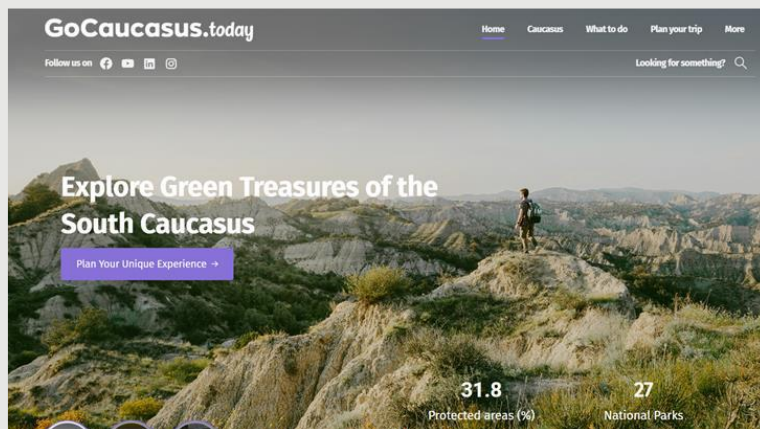 GoCaucasus.today
Home Caucasus What to do Plan your trip More
Follow us on
Looking for something?
Explore Green Treasures of the
South Caucasus
Plan Your Unique Experience →
31.8 27
Protected areas (%) National Parks